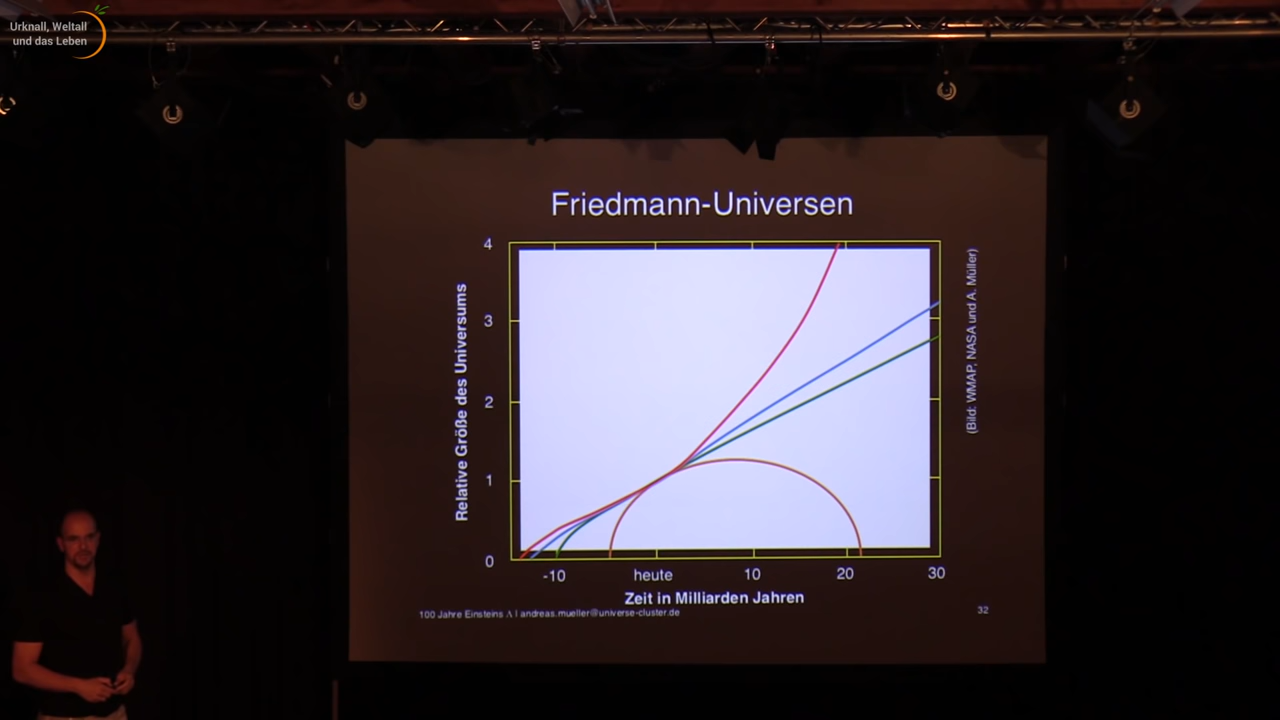 Urknall, Weltall
und das Leben
Friedmann-Universen
4
3
2
1
0
Relative Größe des Universums
(Bild: WMAP, NASA und A. Müller)
-10
heute
10
20
30
Zeit in Milliarden Jahren
100 Jahre Einsteins Λ | andreas.mueller@universe-cluster.de
32